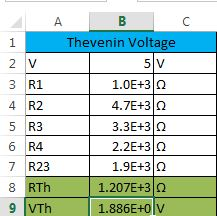 A B C
1 Thevenin Voltage
2 V 5 V
3 R1 1.0E+3 Ω
4 R2 4.7E+3 Ω
5 R3 3.3E+3 Ω
6 R4 2.2E+3 Ω
7 R23 1.9E+3 Ω
8 RTh 1.207E+3 Ω
9 VTh 1.886E+0 V